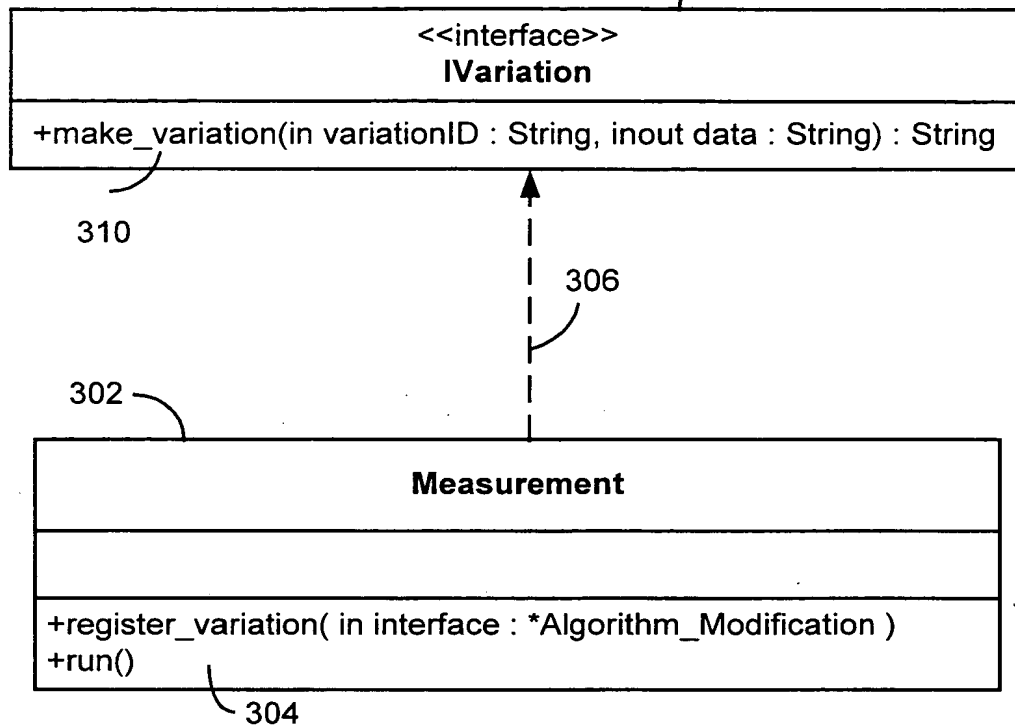 <<interface>>
IVariation
+make_variation(in variationID : String, inout data : String) : String
310
306
302
Measurement
+register_variation( in interface : *Algorithm_Modification )
+run()
304